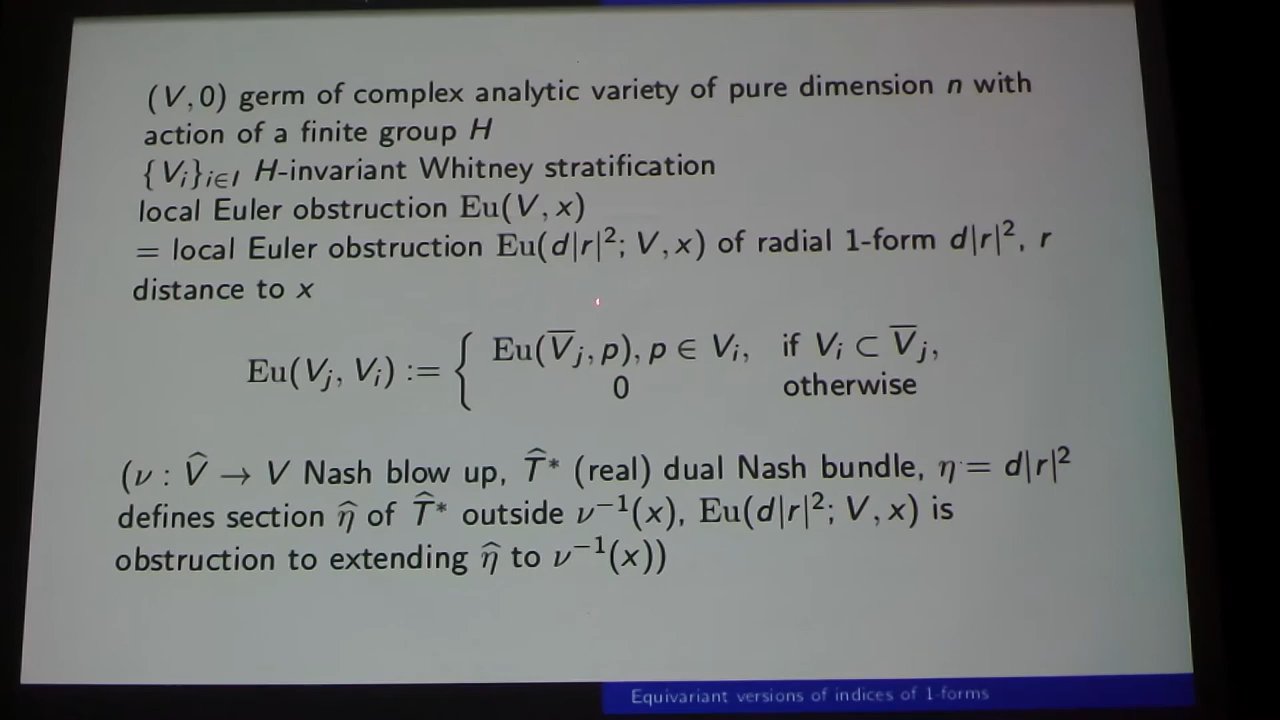 (V, 0) germ of complex analytic variety of pure dimension n with
action of a finite group H
{V_i}_{i∈I} H-invariant Whitney stratification
local Euler obstruction Eu(V, x)
= local Euler obstruction Eu(d|r|²; V, x) of radial 1-form d|r|², r
distance to x
Eu(V_j, V_i) := { Eu(V̅_j, p), p ∈ V_i, if V_i ⊂ V̅_j,
0 otherwise
(ν : V̂ → V Nash blow up, T̂* (real) dual Nash bundle, η = d|r|²
defines section η̂ of T̂* outside ν⁻¹(x), Eu(d|r|²; V, x) is
obstruction to extending η̂ to ν⁻¹(x))
Equivariant versions of indices of 1-forms